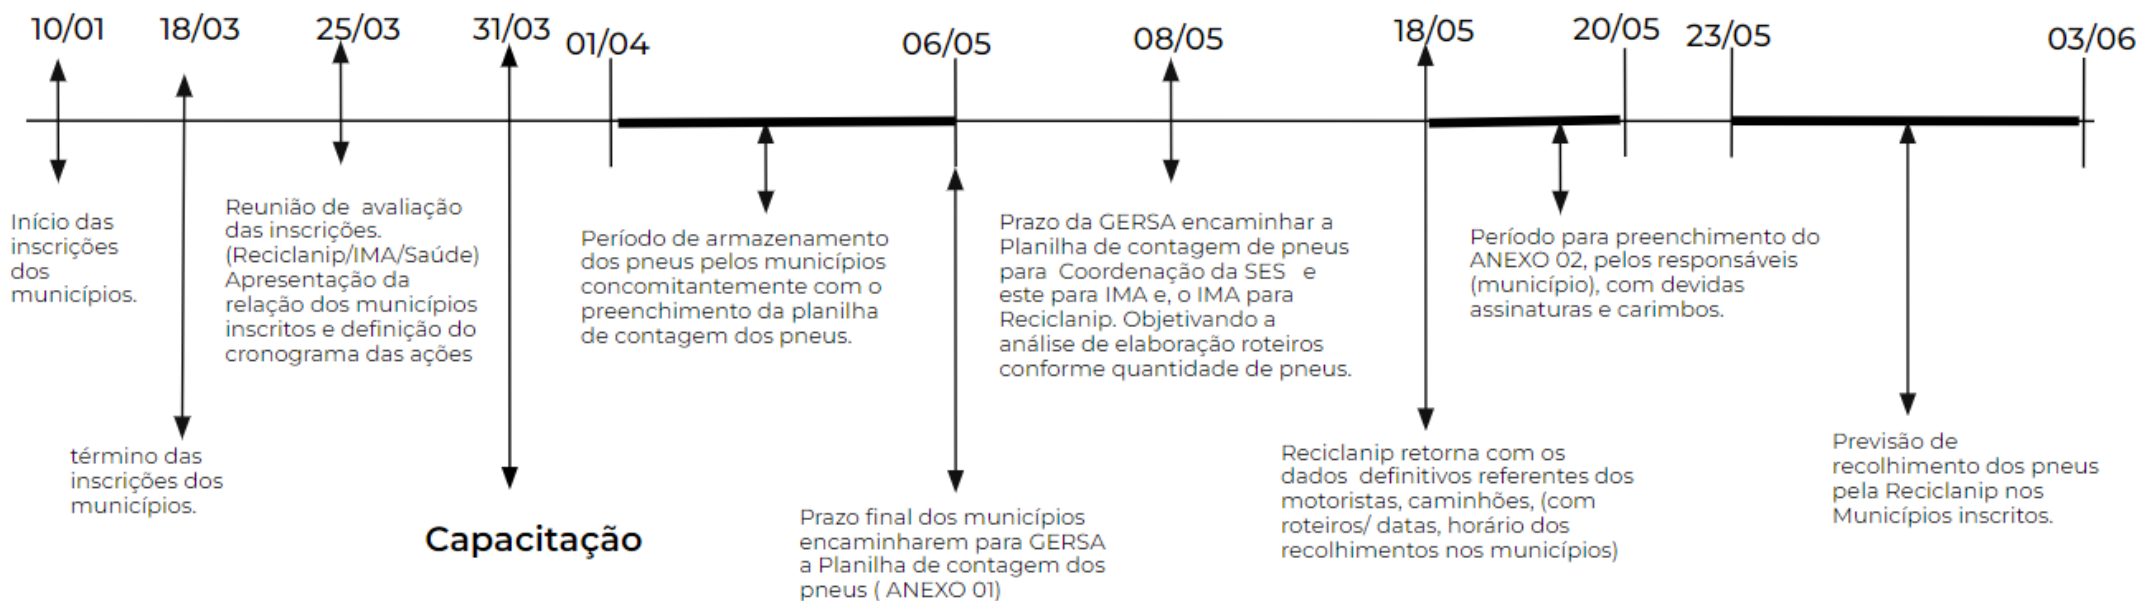 10/01
18/03
25/03
31/03
01/04
06/05
08/05
18/05
20/05
23/05
03/06
Início das
inscrições
dos
municípios.
término das
inscrições dos
municípios.
Reunião de avaliação
das inscrições.
(Reciclanip/IMA/Saúde)
Apresentação da
relação dos municípios
inscritos e definição do
cronograma das ações
Capacitação
Período de armazenamento
dos pneus pelos municípios
concomitantemente com o
preenchimento da planilha
de contagem dos pneus.
Prazo final dos municípios
encaminharem para GERSA
a Planilha de contagem dos
pneus ( ANEXO 01)
Prazo da GERSA encaminhar a
Planilha de contagem de pneus
para Coordenação da SES e
este para IMA e, o IMA para
Reciclanip. Objetivando a
análise de elaboração roteiros
conforme quantidade de pneus.
Reciclanip retorna com os
dados definitivos referentes dos
motoristas, caminhões, (com
roteiros/ datas, horário dos
recolhimentos nos municípios)
Período para preenchimento do
ANEXO 02, pelos responsáveis
(município), com devidas
assinaturas e carimbos.
Previsão de
recolhimento dos pneus
pela Reciclanip nos
Municípios inscritos.